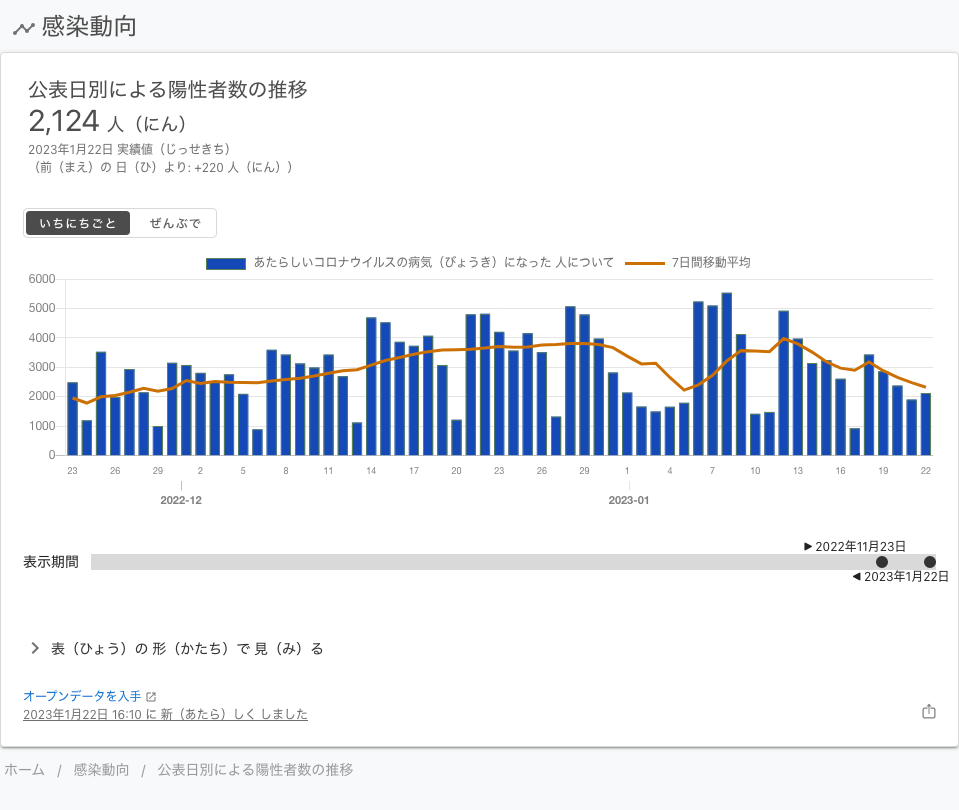 感染動向
公表日別による陽性者数の推移
2,124 人（にん）
2023年1月22日 実績値（じっせきち）
（前（まえ）の 日（ひ）より: +220 人（にん））
いちにちごと ぜんぶで
あたらしいコロナウイルスの病気（びょうき）になった 人について 7日間移動平均
6000
5000
4000
3000
2000
1000
0
23 26 29 2 5 8 11 14 17 20 23 26 29 1 4 7 10 13 16 19 22
2022-12 2023-01
▶ 2022年11月23日
表示期間
◀ 2023年1月22日
表（ひょう）の 形（かたち）で 見（み）る
オープンデータを入手
2023年1月22日 16:10 に 新（あたら）しく しました
ホーム / 感染動向 / 公表日別による陽性者数の推移